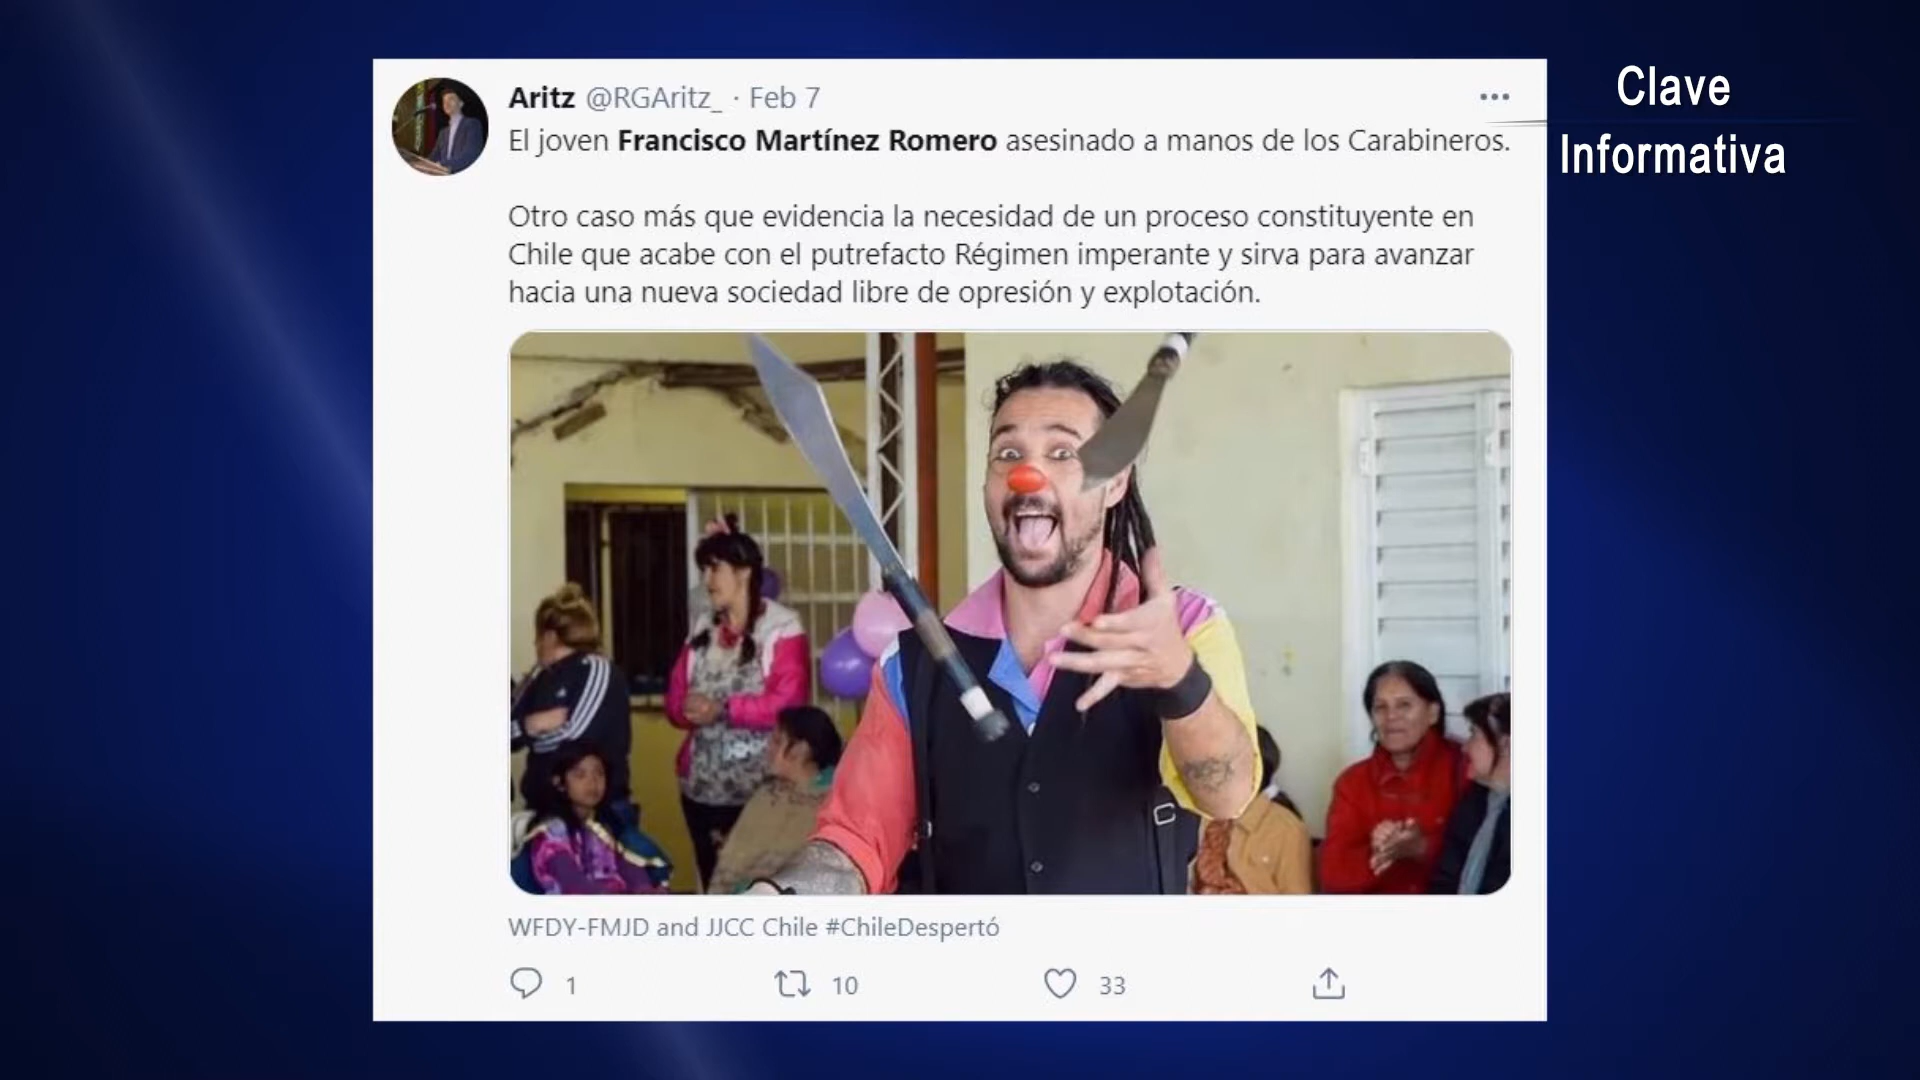 Aritz @RGAritz_ · Feb 7
El joven Francisco Martínez Romero asesinado a manos de los Carabineros.
Otro caso más que evidencia la necesidad de un proceso constituyente en
Chile que acabe con el putrefacto Régimen imperante y sirva para avanzar
hacia una nueva sociedad libre de opresión y explotación.
WFDY-FMJD and JJCC Chile #ChileDespertó
1 10 33
Clave
Informativa